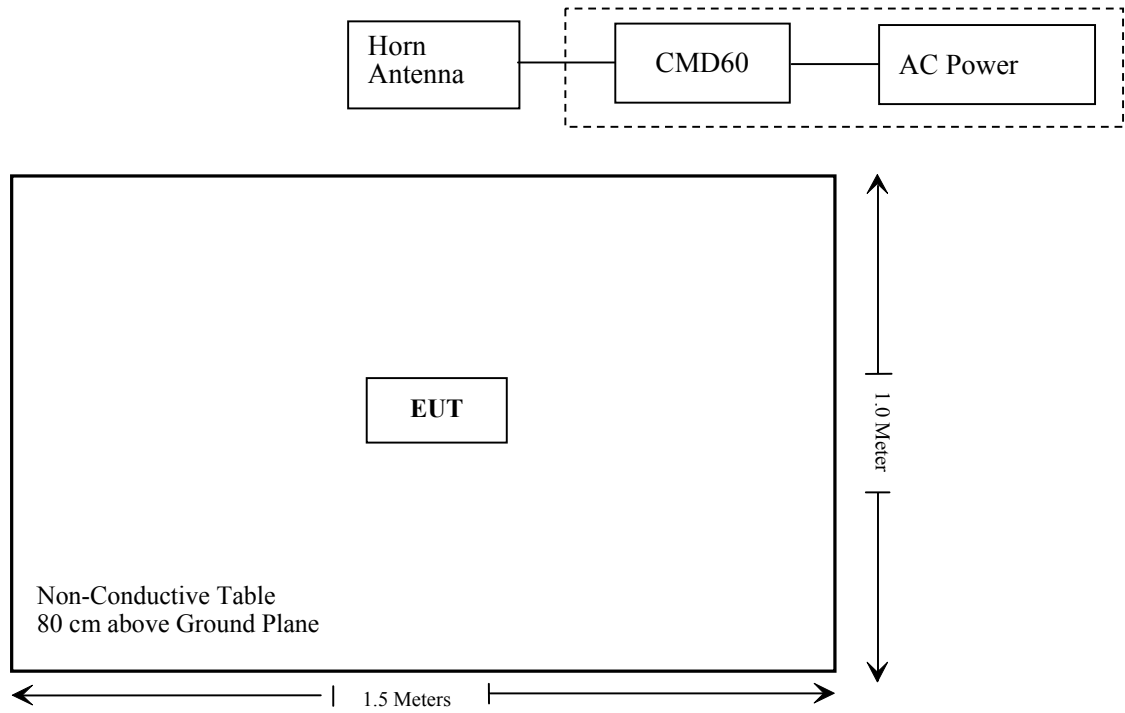 Horn
Antenna
CMD60
AC Power
EUT
1.0 Meter
Non-Conductive Table
80 cm above Ground Plane
1.5 Meters